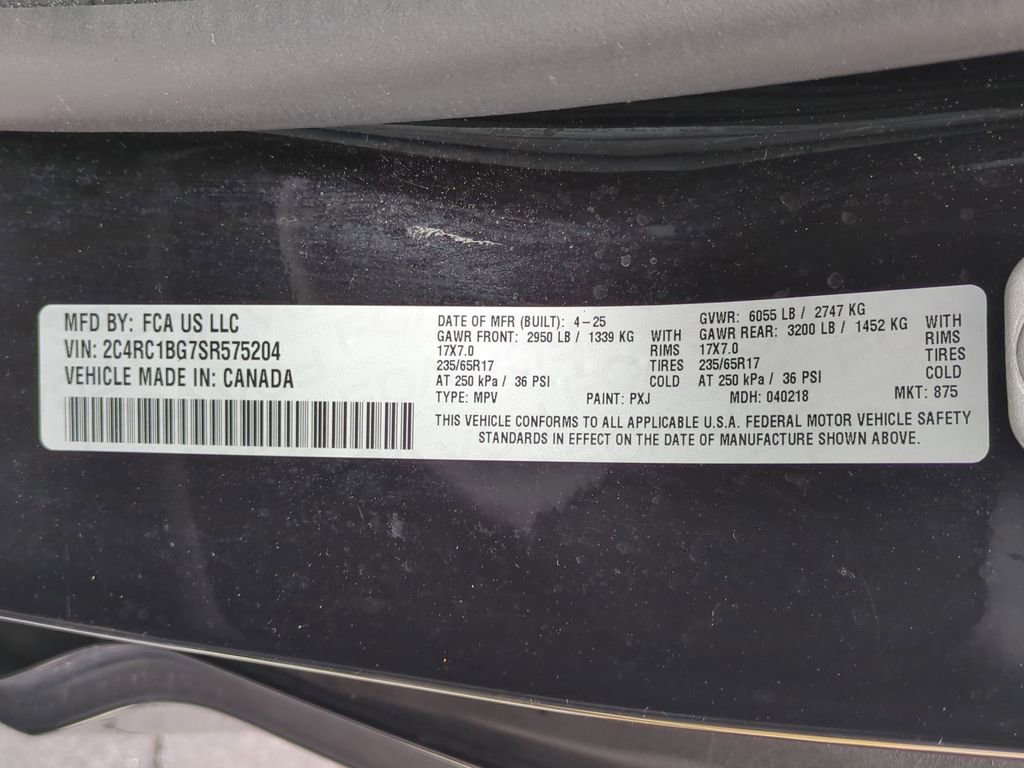 MFD BY: FCA US LLC
VIN: 2C4RC1BG7SR575204
VEHICLE MADE IN: CANADA
DATE OF MFR (BUILT): 4-25
GVWR: 6055 LB / 2747 KG
GAWR FRONT: 2950 LB / 1339 KG WITH
GAWR REAR: 3200 LB / 1452 KG WITH
17X7.0 RIMS
17X7.0 RIMS
235/65R17 TIRES
235/65R17 TIRES
AT 250 kPa / 36 PSI COLD
AT 250 kPa / 36 PSI COLD
TYPE: MPV PAINT: PXJ MDH: 040218 MKT: 875
THIS VEHICLE CONFORMS TO ALL APPLICABLE U.S.A. FEDERAL MOTOR VEHICLE SAFETY
STANDARDS IN EFFECT ON THE DATE OF MANUFACTURE SHOWN ABOVE.